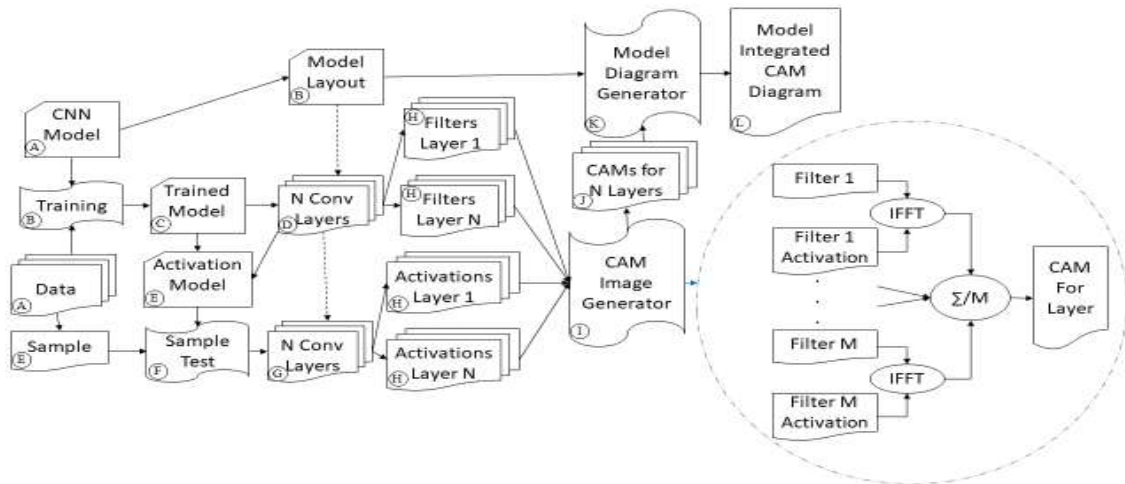 CNN
Model
A
Model
Layout
B
Training
B
Data
A
Sample
E
Trained
Model
C
Activation
Model
E
Sample
Test
F
N Conv
Layers
D
N Conv
Layers
G
H
Filters
Layer 1
H
Filters
Layer N
Activations
Layer 1
H
Activations
Layer N
H
CAM
Image
Generator
I
CAMs for
N Layers
J
Model
Diagram
Generator
K
Model
Integrated
CAM
Diagram
L
Filter 1
IFFT
Filter 1
Activation
.
.
.
Σ/M
Filter M
IFFT
Filter M
Activation
CAM
For
Layer